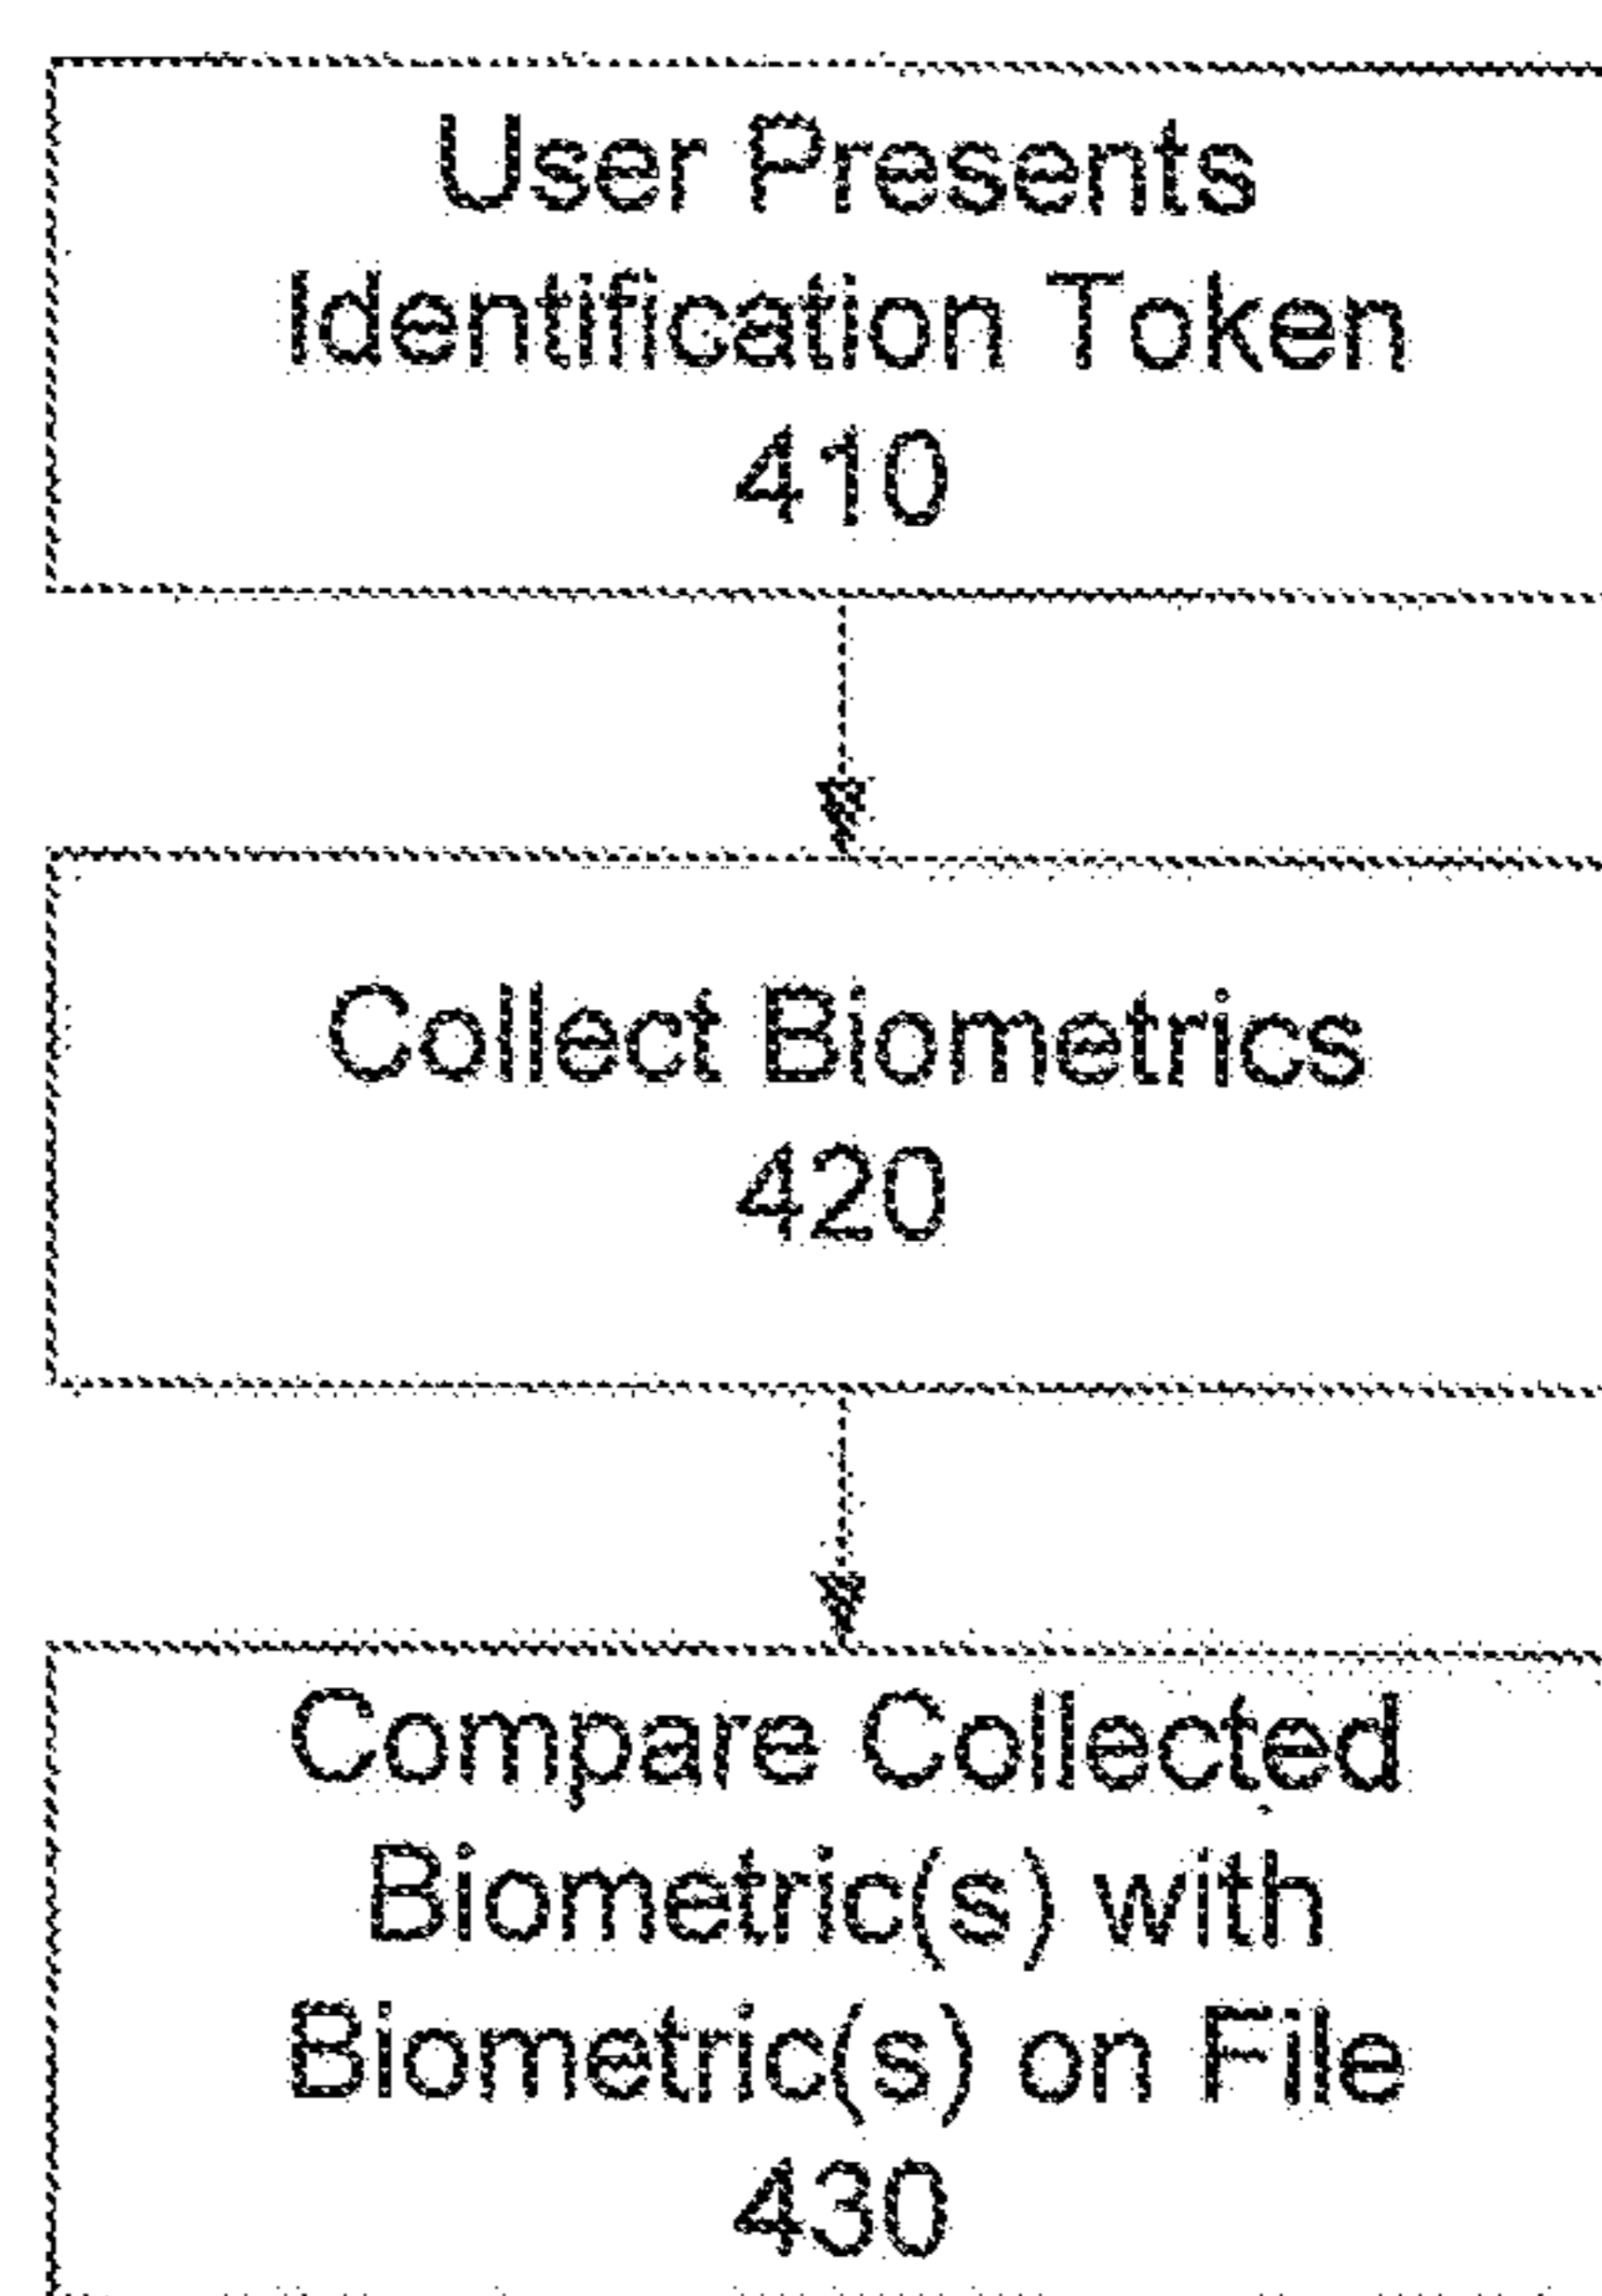 User Presents
Identification Token
410
Collect Biometrics
420
Compare Collected
Biometric(s) with
Biometric(s) on File
430